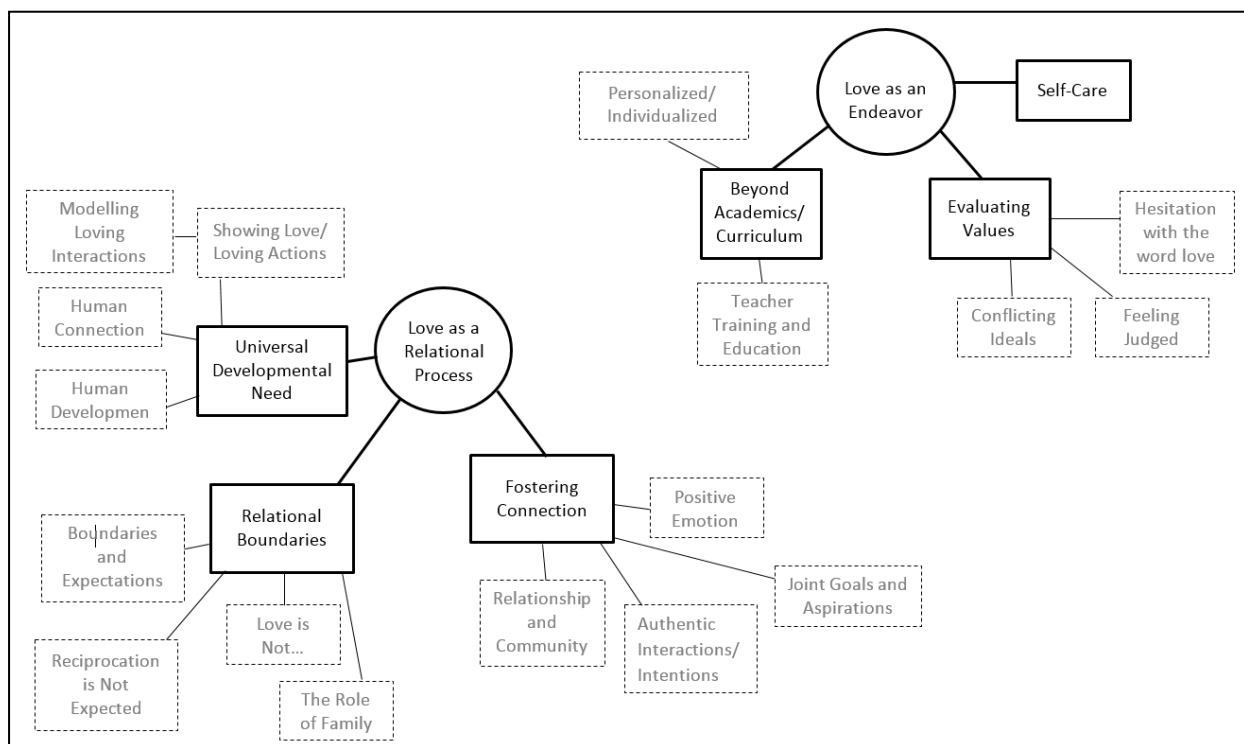 Love as an
Endeavor
Self-Care
Personalized/
Individualized
Beyond
Academics/
Curriculum
Evaluating
Values
Hesitation
with the
word love
Teacher
Training and
Education
Conflicting
Ideals
Feeling
Judged
Modelling
Loving
Interactions
Showing Love/
Loving Actions
Human
Connection
Human
Developmen
Universal
Developmental
Need
Love as a
Relational
Process
Relational
Boundaries
Fostering
Connection
Boundaries
and
Expectations
Reciprocation
is Not
Expected
Love is
Not...
The Role
of Family
Positive
Emotion
Joint Goals and
Aspirations
Relationship
and
Community
Authentic
Interactions/
Intentions